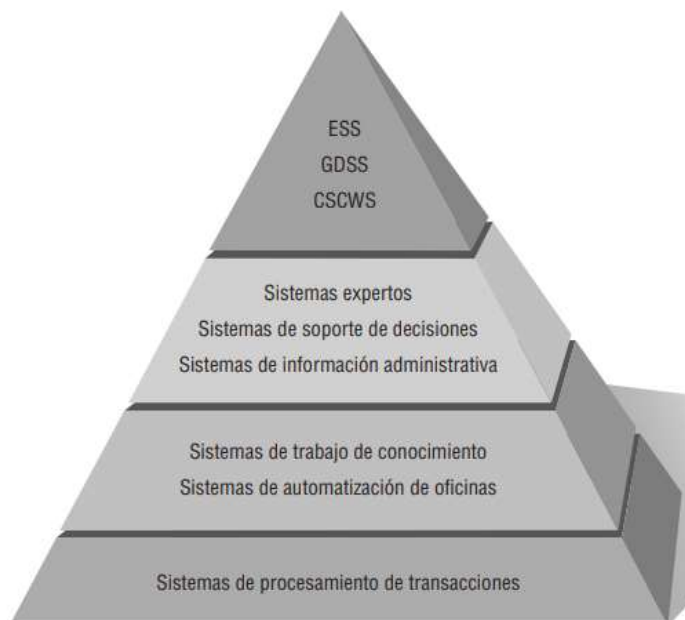 ESS
GDSS
CSCWS
Sistemas expertos
Sistemas de soporte de decisiones
Sistemas de información administrativa
Sistemas de trabajo de conocimiento
Sistemas de automatización de oficinas
Sistemas de procesamiento de transacciones